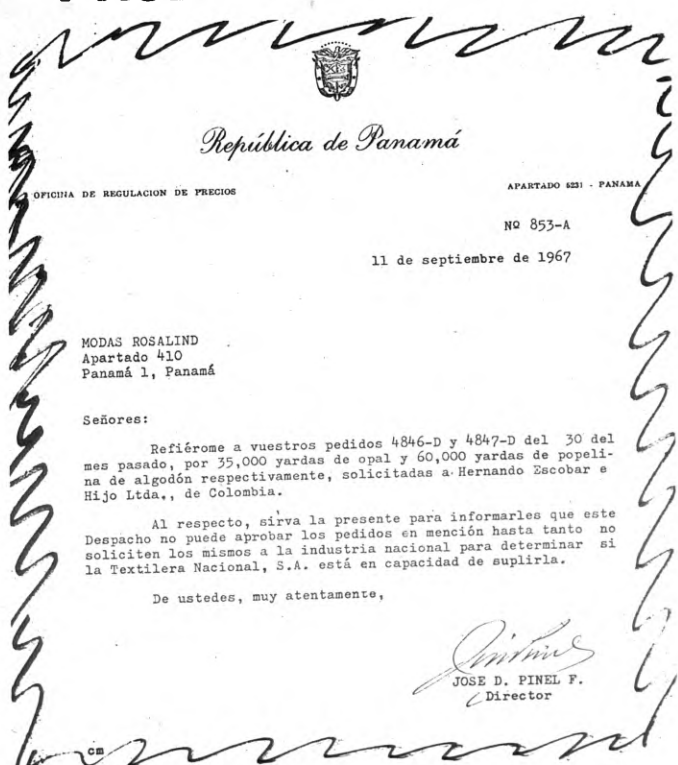 República de Panamá
OFICINA DE REGULACION DE PRECIOS
APARTADO 5231 - PANAMA
Nº 853-A
11 de septiembre de 1967
MODAS ROSALIND
Apartado 410
Panamá 1, Panamá
Señores:
Refiérome a vuestros pedidos 4846-D y 4847-D del 30 del
mes pasado, por 35,000 yardas de opal y 60,000 yardas de popeli-
na de algodón respectivamente, solicitadas a Hernando Escobar e
Hijo Ltda., de Colombia.
Al respecto, sirva la presente para informarles que este
Despacho no puede aprobar los pedidos en mención hasta tanto no
soliciten los mismos a la industria nacional para determinar si
la Textilera Nacional, S.A. está en capacidad de suplirla.
De ustedes, muy atentamente,
JOSE D. PINEL F.
Director
cm